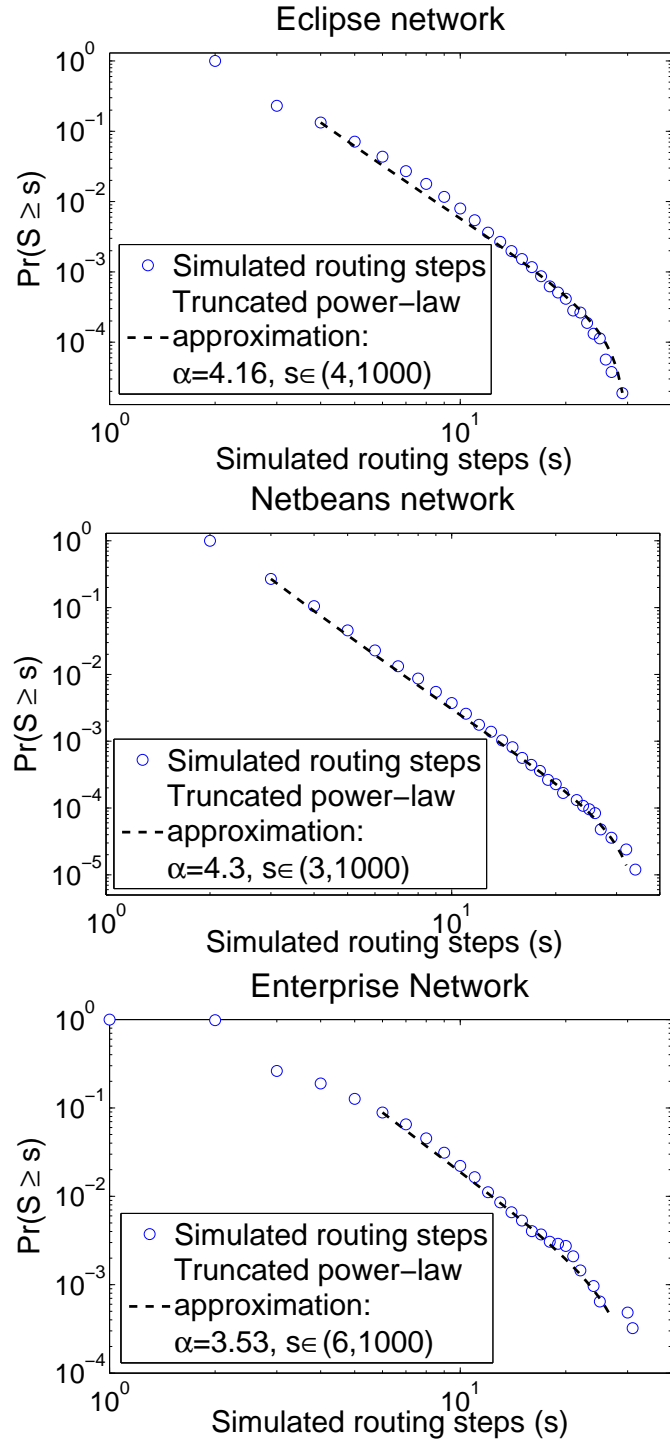 Eclipse network
10^0
10^−1
10^−2
10^−3
10^−4
Pr(S ≥ s)
Simulated routing steps
Truncated power−law
approximation:
α=4.16, s∈(4,1000)
10^0
10^1
Simulated routing steps (s)
Netbeans network
10^0
10^−1
10^−2
10^−3
10^−4
10^−5
Pr(S ≥ s)
Simulated routing steps
Truncated power−law
approximation:
α=4.3, s∈(3,1000)
10^0
10^1
Simulated routing steps (s)
Enterprise Network
10^0
10^−1
10^−2
10^−3
10^−4
Pr(S ≥ s)
Simulated routing steps
Truncated power−law
approximation:
α=3.53, s∈(6,1000)
10^0
10^1
Simulated routing steps (s)